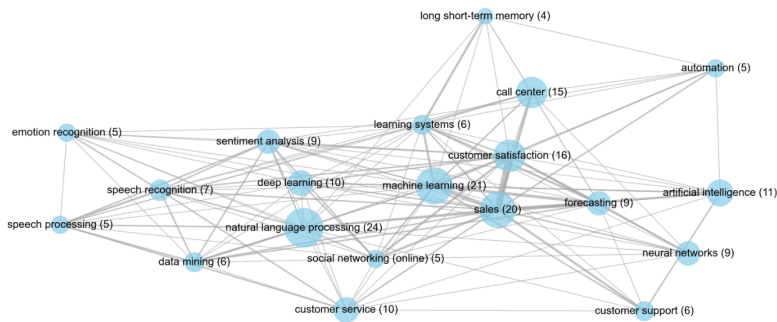 long short-term memory (4)
automation (5)
call center (15)
learning systems (6)
emotion recognition (5)
sentiment analysis (9)
customer satisfaction (16)
deep learning (10)
machine learning (21)
speech recognition (7)
artificial intelligence (11)
forecasting (9)
sales (20)
speech processing (5)
natural language processing (24)
neural networks (9)
data mining (6)
social networking (online) (5)
customer service (10)
customer support (6)